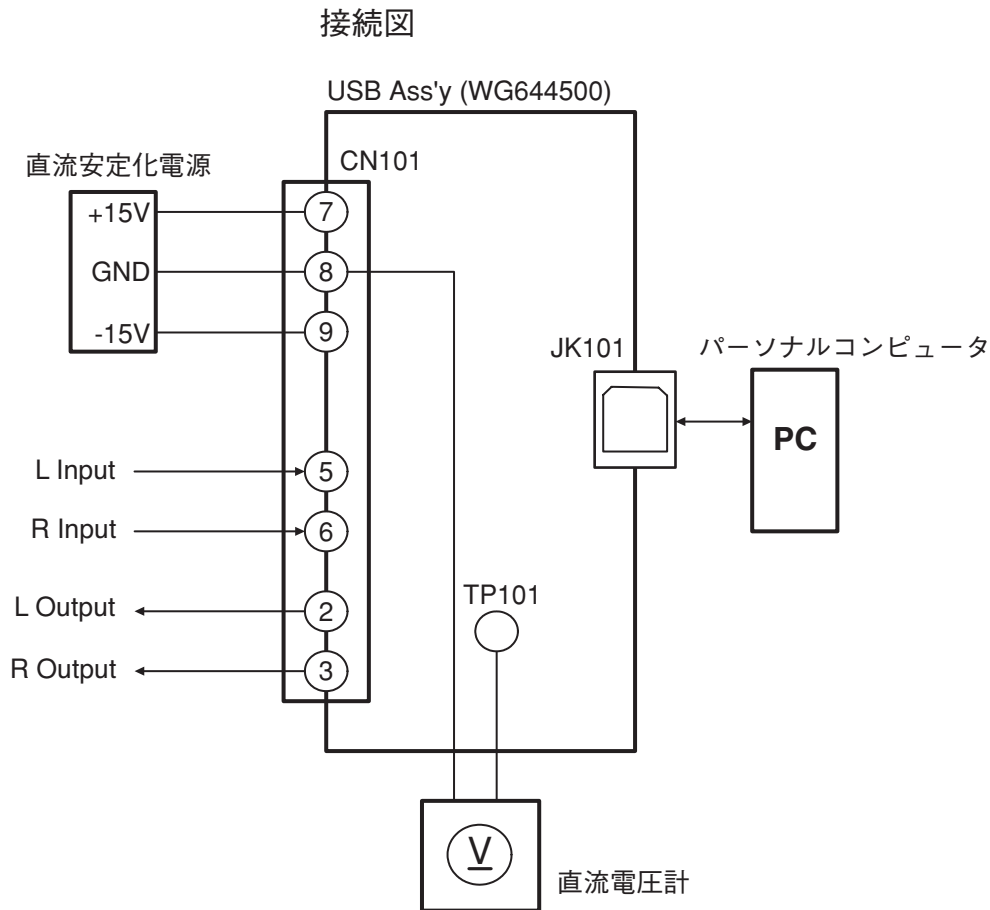 接続図
USB Ass'y (WG644500)
直流安定化電源
CN101
+15V
7
GND
8
-15V
9
JK101
パーソナルコンピュータ
PC
L Input
5
R Input
6
L Output
2
TP101
R Output
3
V
直流電圧計